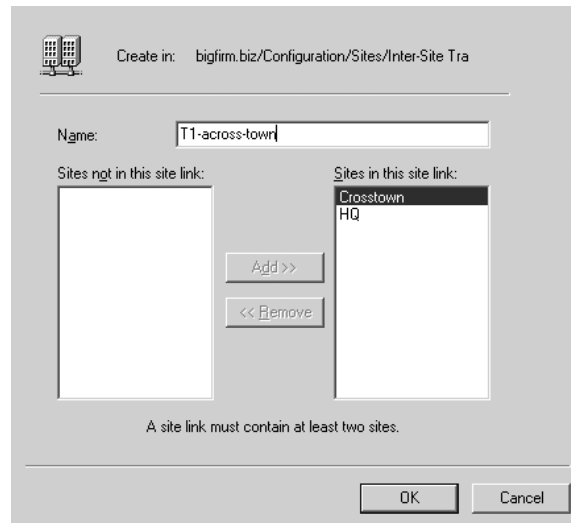 Create in: bigfirm.biz/Configuration/Sites/Inter-Site Tra
Name: T1-across-town
Sites not in this site link:
Sites in this site link:
Crosstown
HQ
Add >>
<< Remove
A site link must contain at least two sites.
OK
Cancel